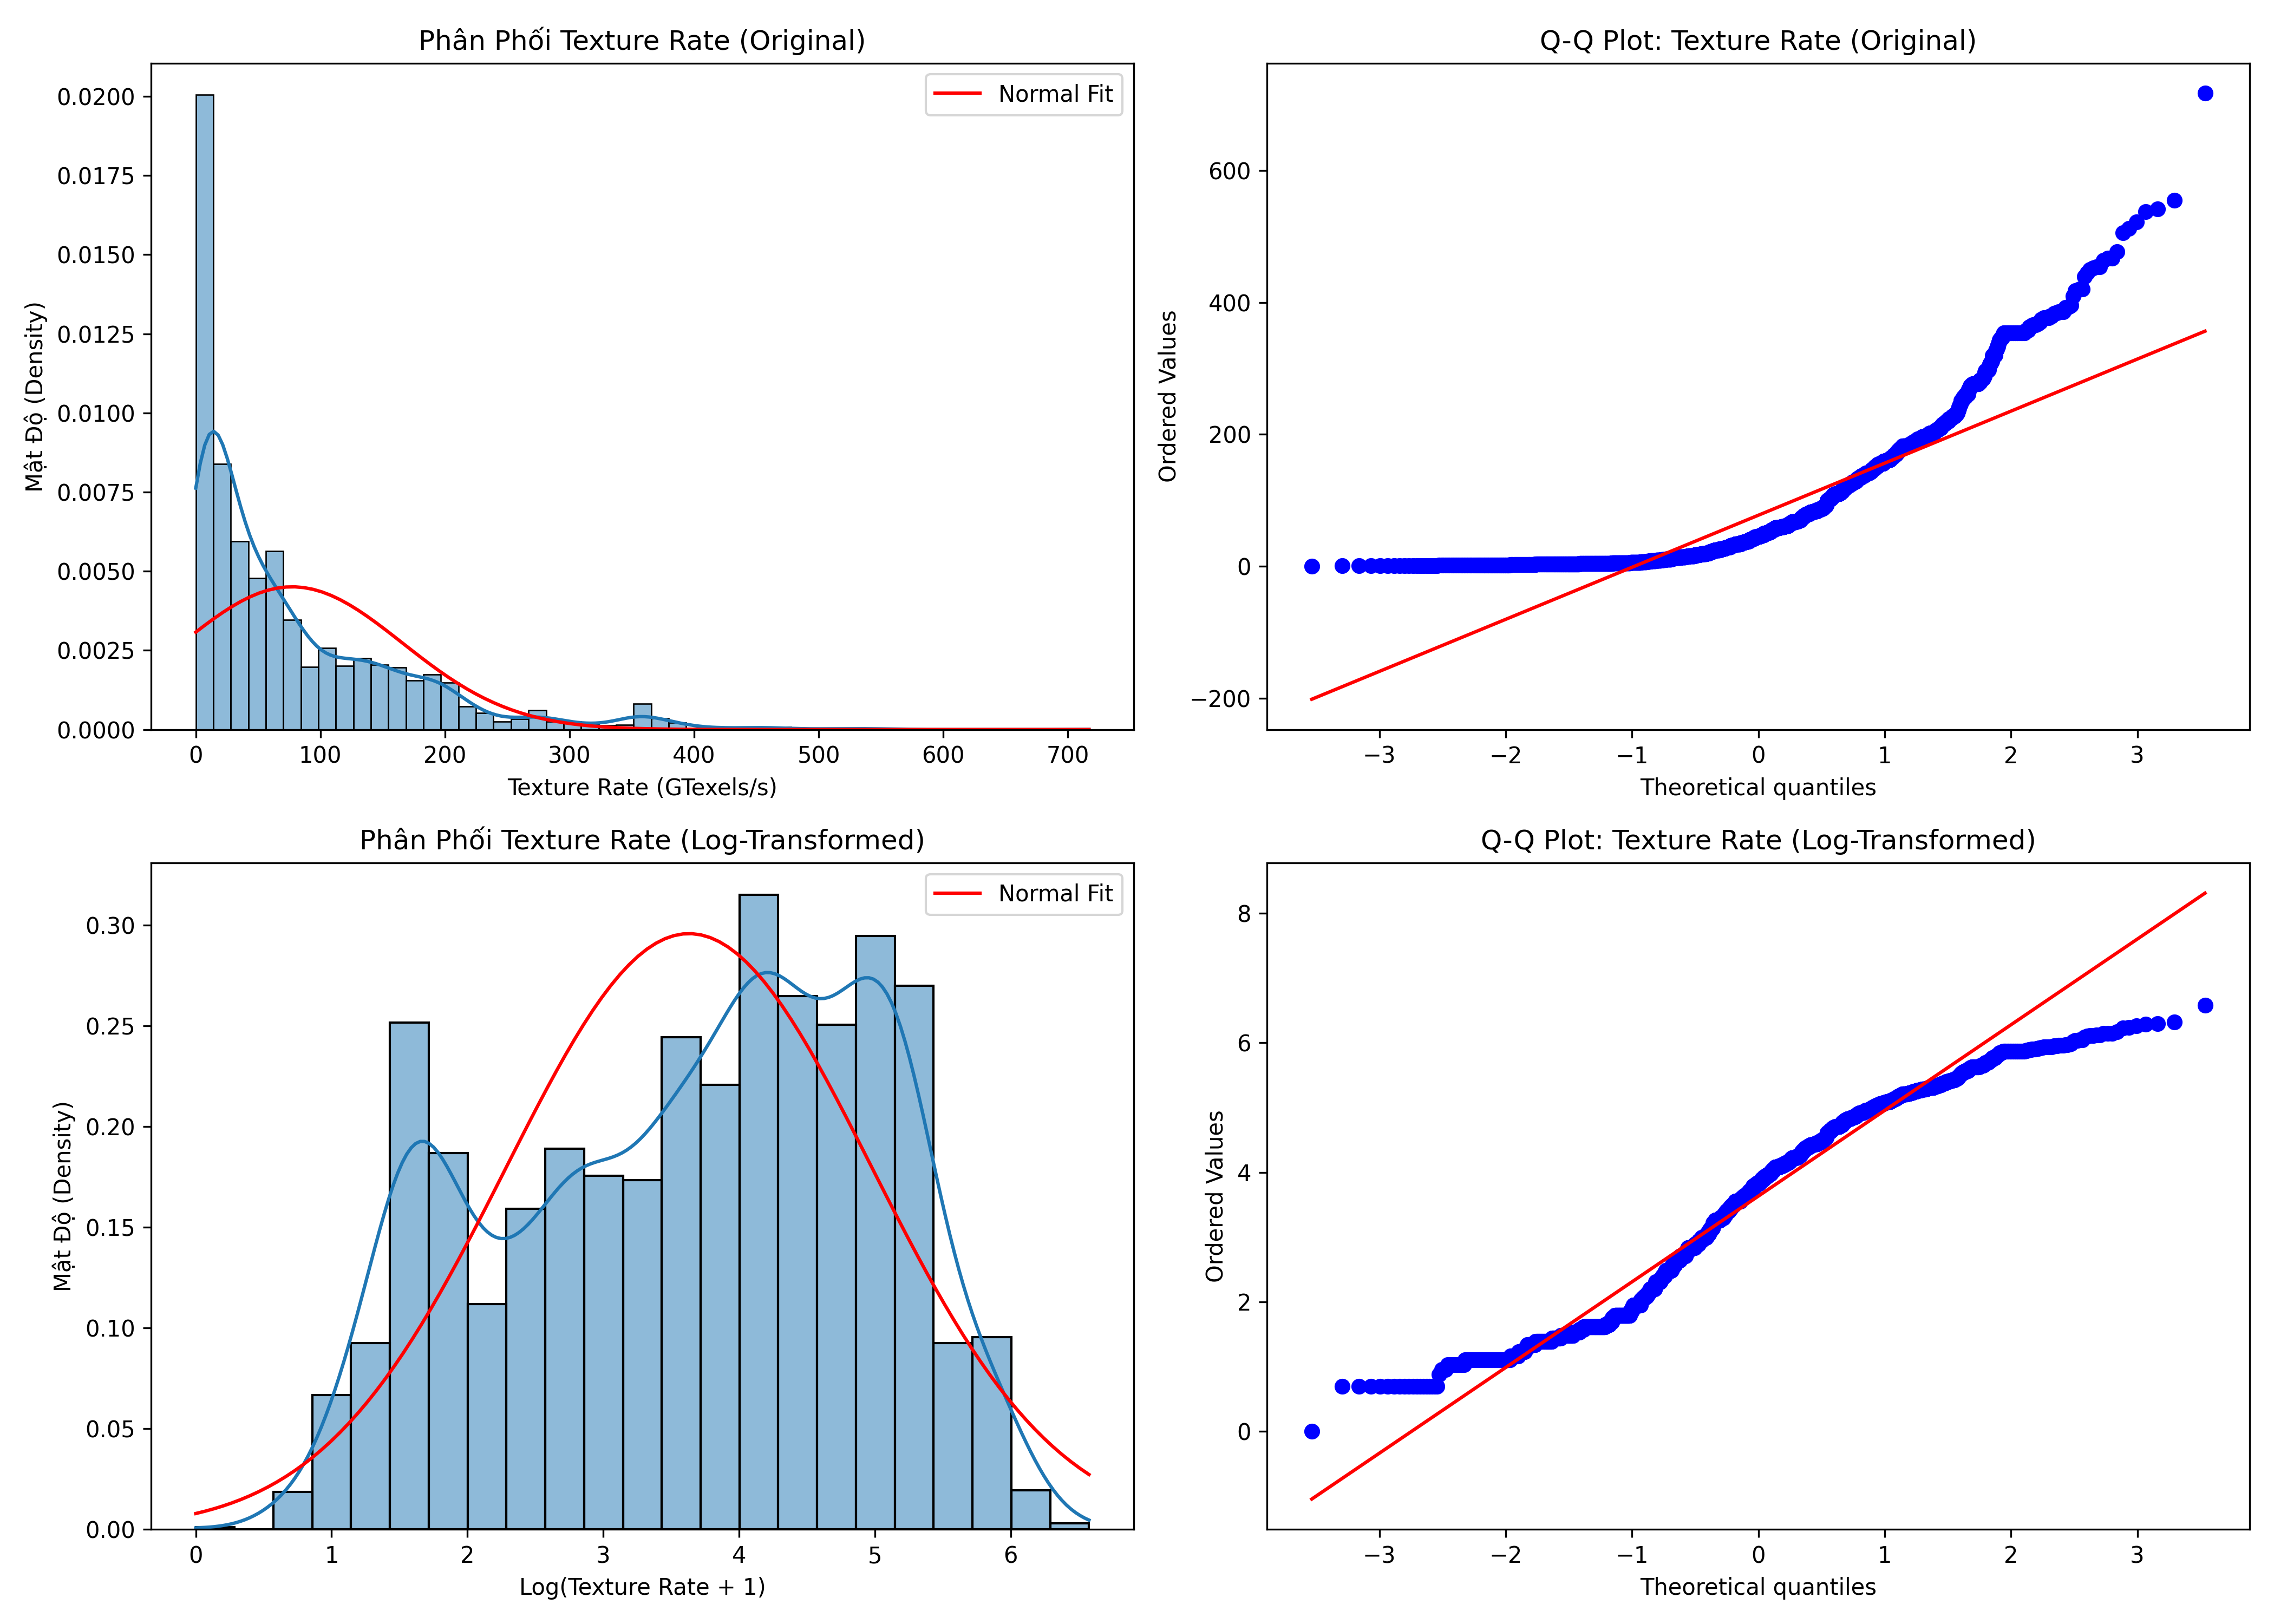 Phân Phối Texture Rate (Original)
Normal Fit
Mật Độ (Density)
0.0200
0.0175
0.0150
0.0125
0.0100
0.0075
0.0050
0.0025
0.0000
0 100 200 300 400 500 600 700
Texture Rate (GTexels/s)
Q-Q Plot: Texture Rate (Original)
Ordered Values
600
400
200
0
−200
−3 −2 −1 0 1 2 3
Theoretical quantiles
Phân Phối Texture Rate (Log-Transformed)
Normal Fit
Mật Độ (Density)
0.30
0.25
0.20
0.15
0.10
0.05
0.00
0 1 2 3 4 5 6
Log(Texture Rate + 1)
Q-Q Plot: Texture Rate (Log-Transformed)
Ordered Values
8
6
4
2
0
−3 −2 −1 0 1 2 3
Theoretical quantiles